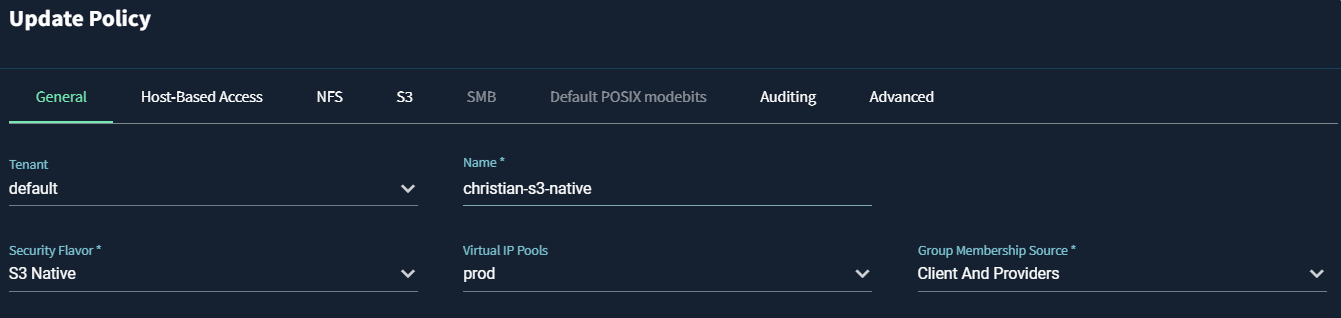 Update Policy
General Host-Based Access NFS S3 SMB Default POSIX modebits Auditing Advanced
Tenant Name *
default christian-s3-native
Security Flavor * Virtual IP Pools Group Membership Source *
S3 Native prod Client And Providers